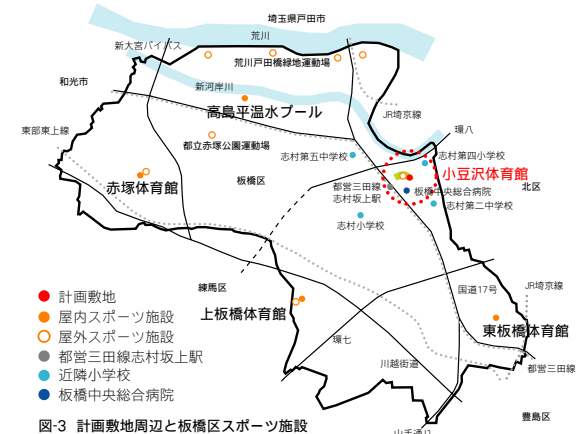 埼玉県戸田市
荒川
新大宮バイパス
荒川戸田橋緑地運動場
和光市
新河岸川
高島平温水プール
JR埼京線
環八
東部東上線
都立赤塚公園運動場
志村第五中学校
志村第四小学校
小豆沢体育館
赤塚体育館
板橋区
都営三田線
志村坂上駅
板橋中央総合病院
北区
志村第二中学校
志村小学校
練馬区
国道17号
JR埼京線
上板橋体育館
東板橋体育館
環七
川越街道
都営三田線
豊島区
計画敷地
屋内スポーツ施設
屋外スポーツ施設
都営三田線志村坂上駅
近隣小学校
板橋中央総合病院
図-3 計画敷地周辺と板橋区スポーツ施設